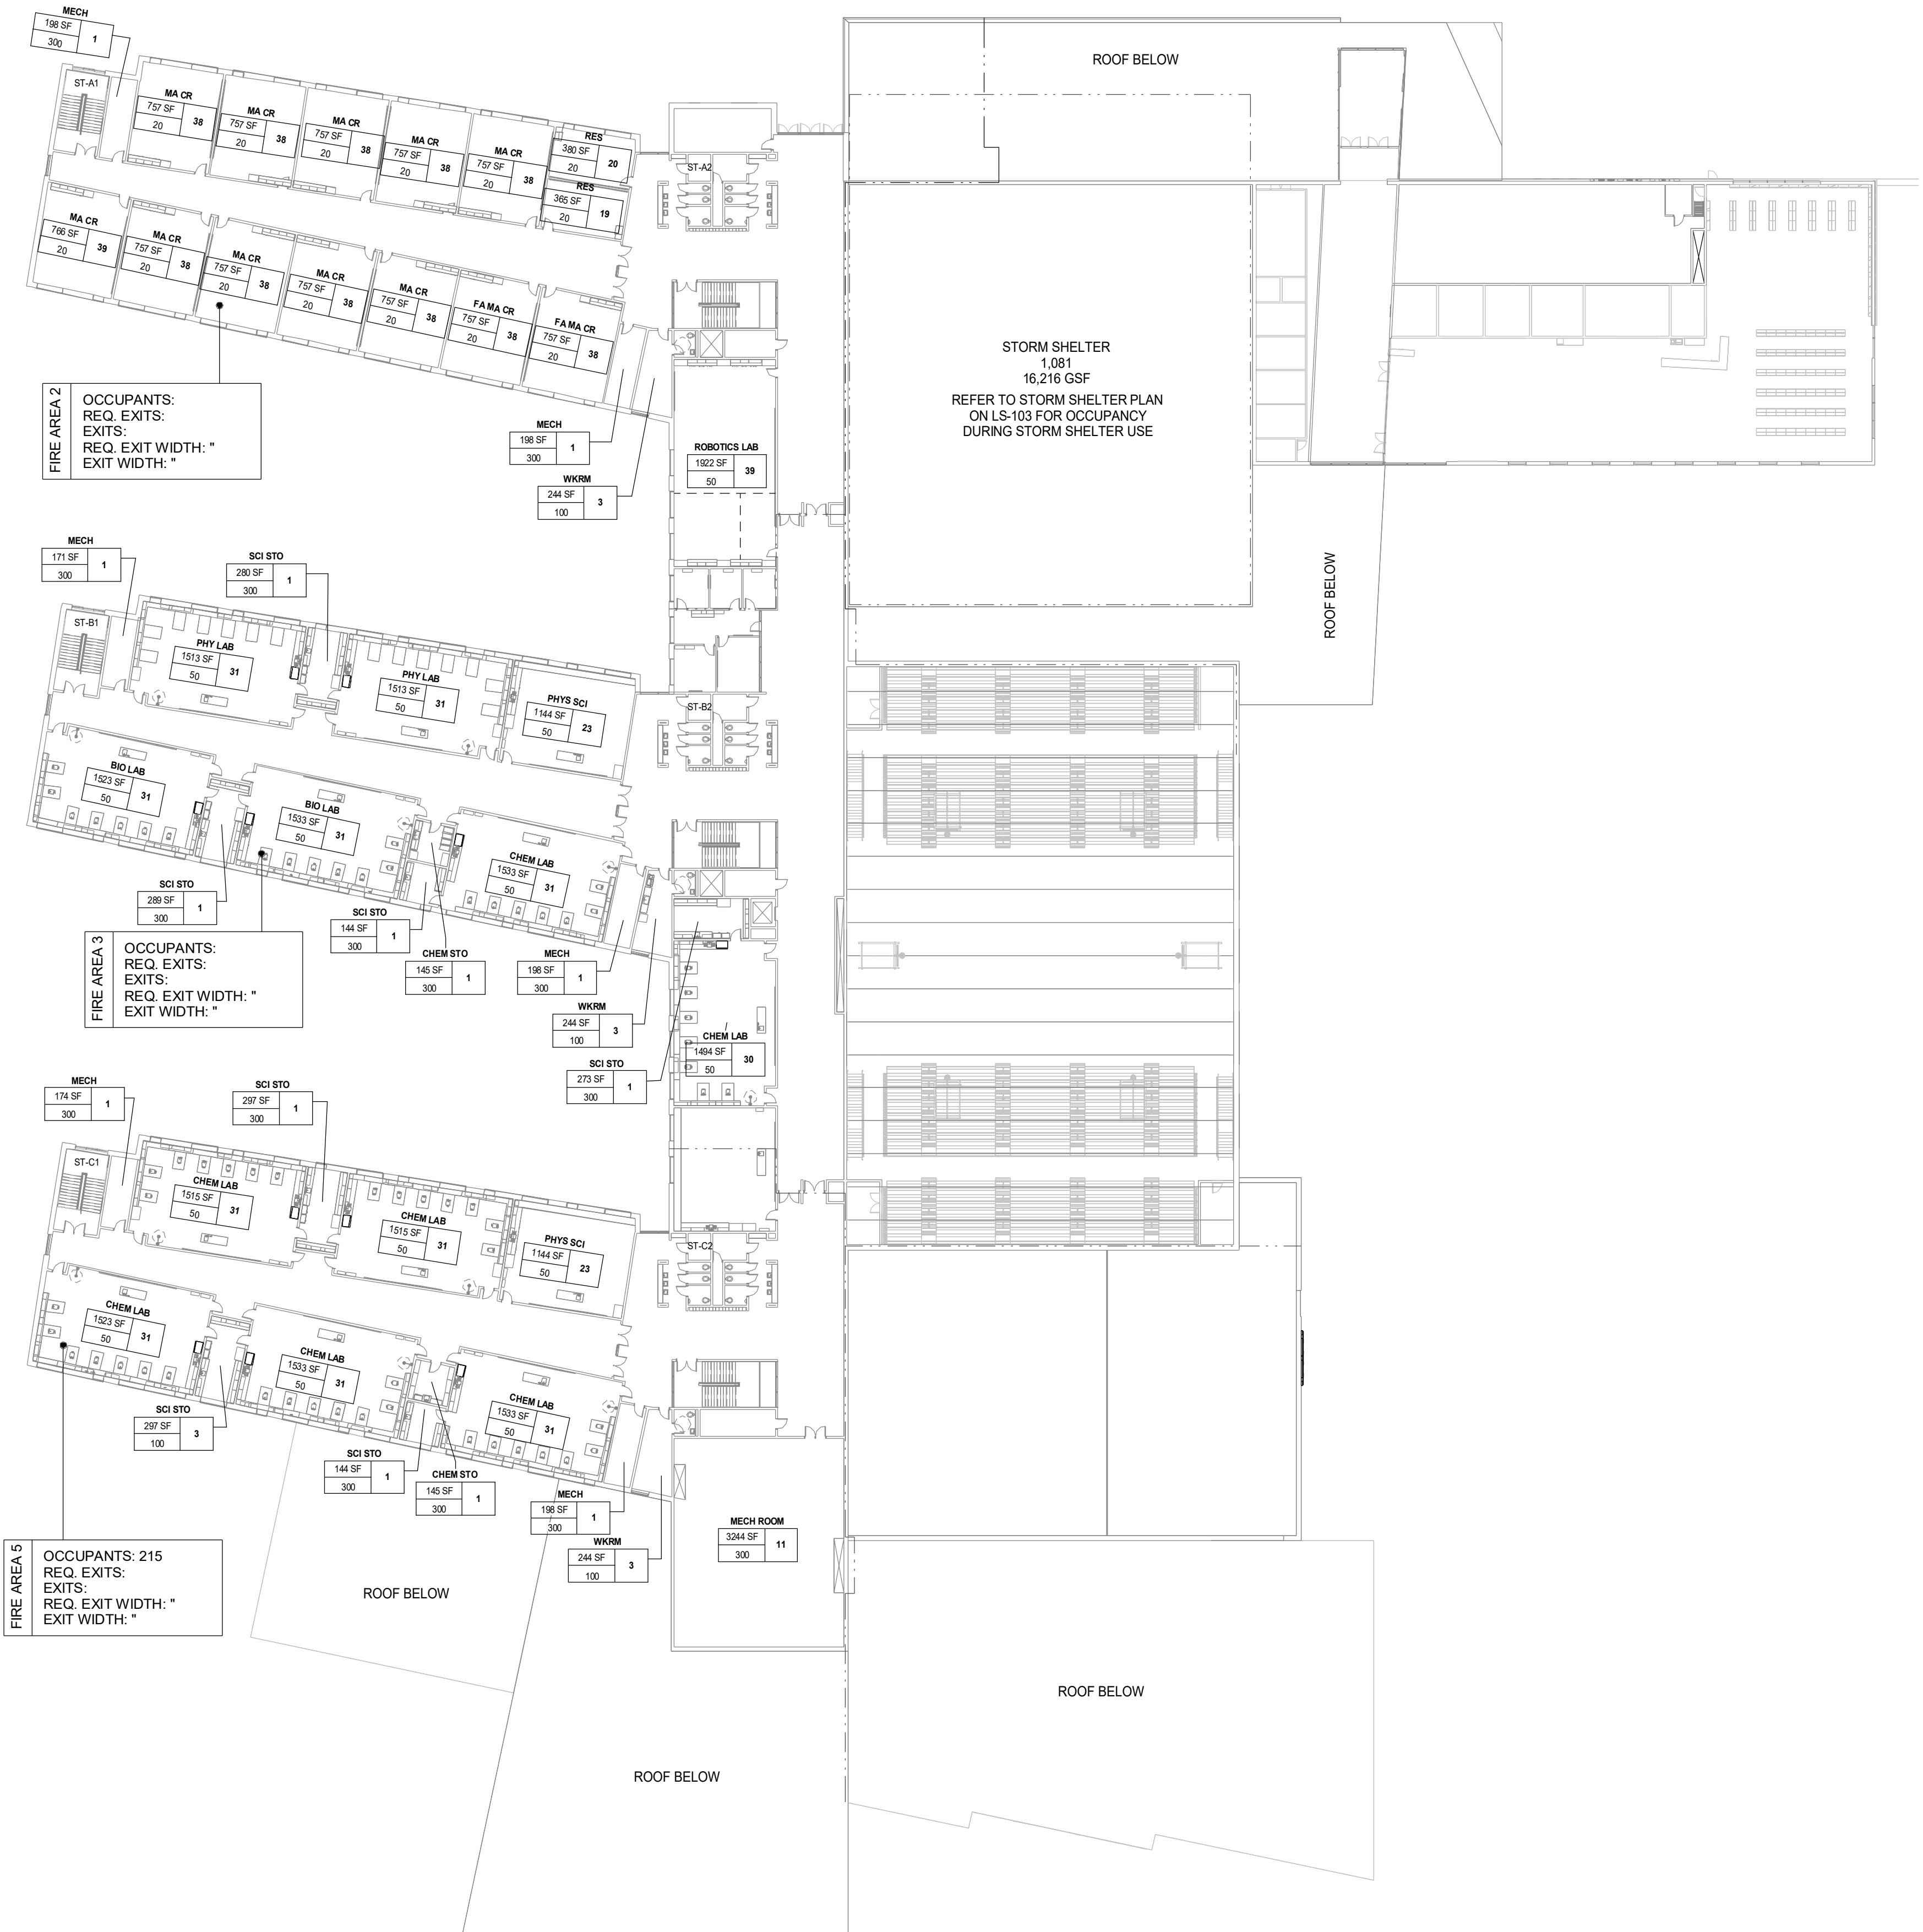 MECH
198 SF
300
1
ROOF BELOW
ST-A1
MA CR
757 SF
20
38
MA CR
757 SF
20
38
MA CR
757 SF
20
38
MA CR
757 SF
20
38
MA CR
757 SF
20
38
RES
380 SF
20
20
RES
365 SF
20
19
ST-A2
MA CR
766 SF
20
39
MA CR
757 SF
20
38
MA CR
757 SF
20
38
MA CR
757 SF
20
38
MA CR
757 SF
20
38
FA MA CR
757 SF
20
38
FA MA CR
757 SF
20
38
STORM SHELTER
1,081
16,216 GSF
REFER TO STORM SHELTER PLAN
ON LS-103 FOR OCCUPANCY
DURING STORM SHELTER USE
FIRE AREA 2
OCCUPANTS:
REQ. EXITS:
EXITS:
REQ. EXIT WIDTH: "
EXIT WIDTH: "
MECH
198 SF
300
1
WKRM
244 SF
100
3
ROBOTICS LAB
1922 SF
50
39
ROOF BELOW
MECH
171 SF
300
1
SCI STO
280 SF
300
1
ST-B1
PHY LAB
1513 SF
50
31
PHY LAB
1513 SF
50
31
PHYS SCI
1144 SF
50
23
ST-B2
BIO LAB
1523 SF
50
31
BIO LAB
1533 SF
50
31
CHEM LAB
1533 SF
50
31
SCI STO
289 SF
300
1
SCI STO
144 SF
300
1
CHEM STO
145 SF
300
1
MECH
198 SF
300
1
WKRM
244 SF
100
3
FIRE AREA 3
OCCUPANTS:
REQ. EXITS:
EXITS:
REQ. EXIT WIDTH: "
EXIT WIDTH: "
CHEM LAB
1494 SF
50
30
SCI STO
273 SF
300
1
MECH
174 SF
300
1
SCI STO
297 SF
300
1
ST-C1
CHEM LAB
1515 SF
50
31
CHEM LAB
1515 SF
50
31
PHYS SCI
1144 SF
50
23
ST-C2
CHEM LAB
1523 SF
50
31
CHEM LAB
1533 SF
50
31
CHEM LAB
1533 SF
50
31
SCI STO
297 SF
100
3
SCI STO
144 SF
300
1
CHEM STO
145 SF
300
1
MECH
198 SF
300
1
WKRM
244 SF
100
3
MECH ROOM
3244 SF
300
11
FIRE AREA 5
OCCUPANTS: 215
REQ. EXITS:
EXITS:
REQ. EXIT WIDTH: "
EXIT WIDTH: "
ROOF BELOW
ROOF BELOW
ROOF BELOW